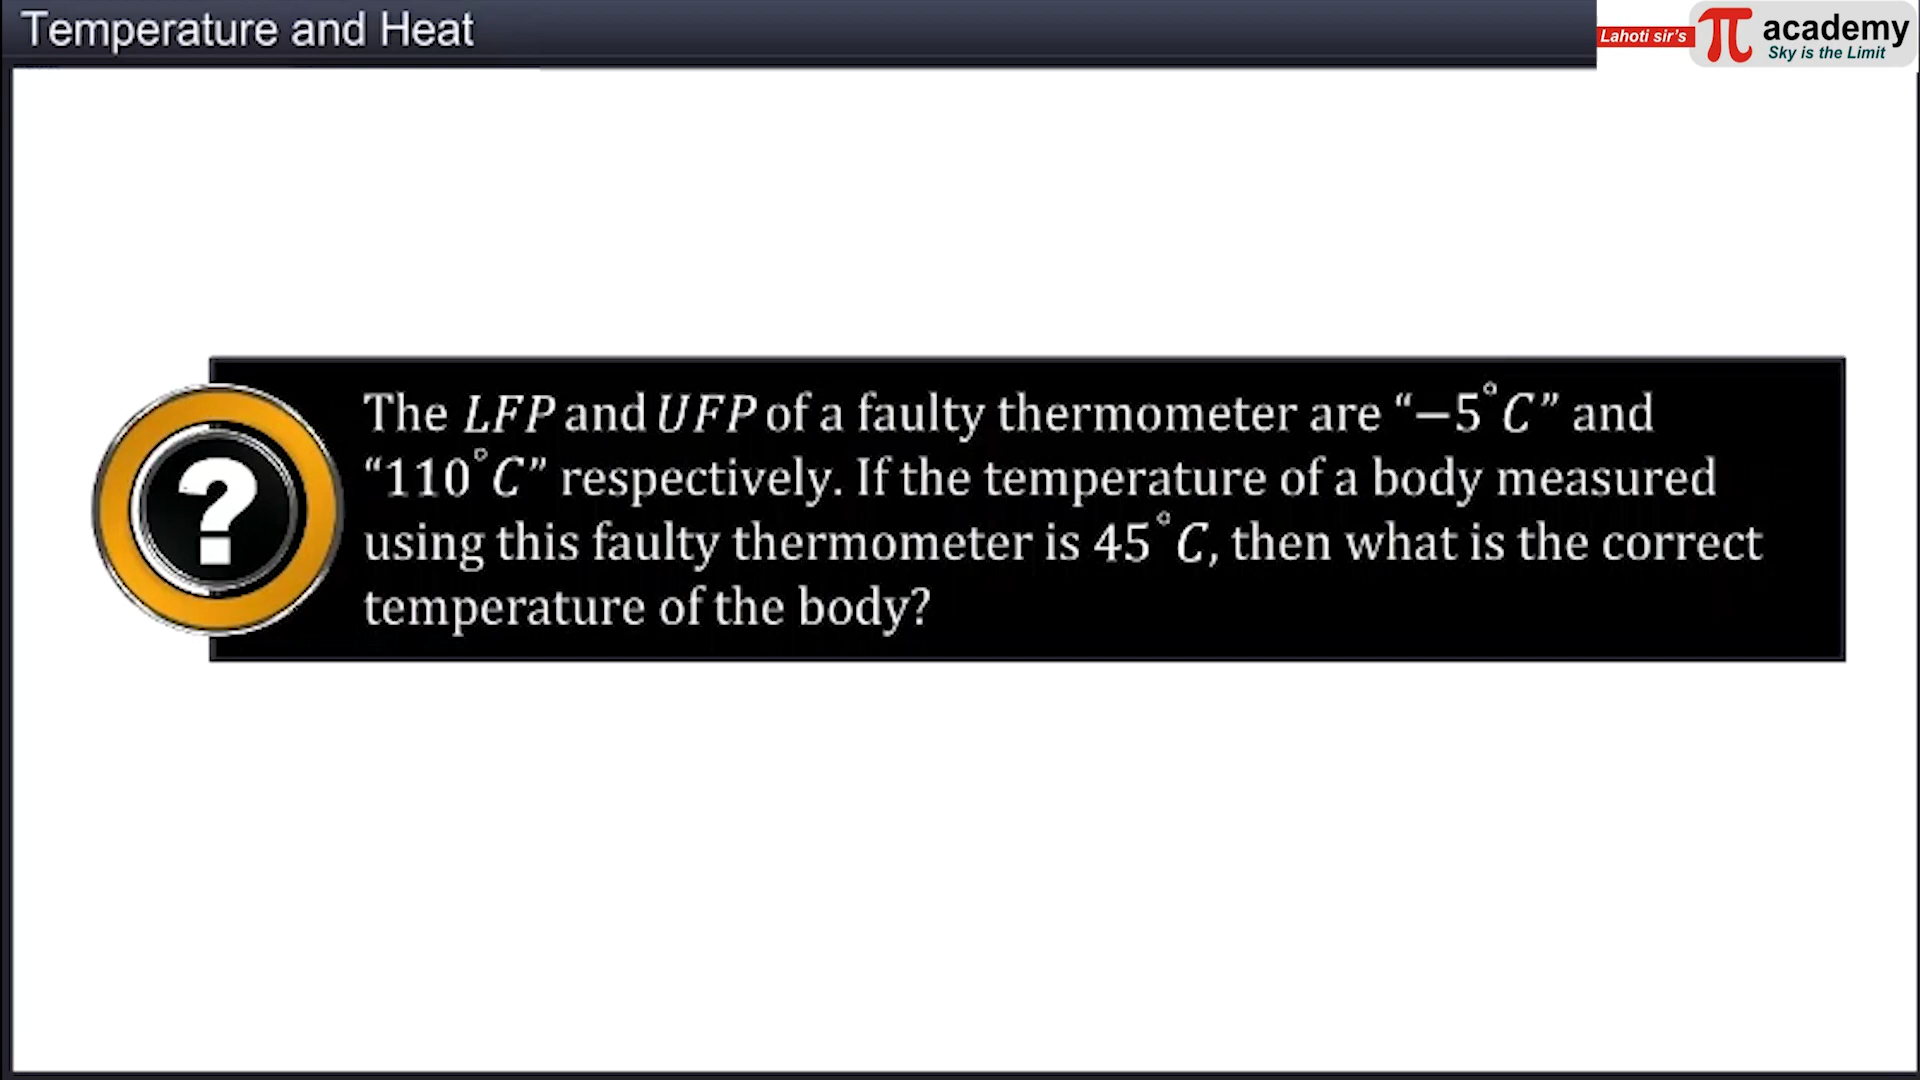 Temperature and Heat
Lahoti sir's π academy
Sky is the Limit
The LFP and UFP of a faulty thermometer are “−5°C” and
“110°C” respectively. If the temperature of a body measured
using this faulty thermometer is 45°C, then what is the correct
temperature of the body?
?